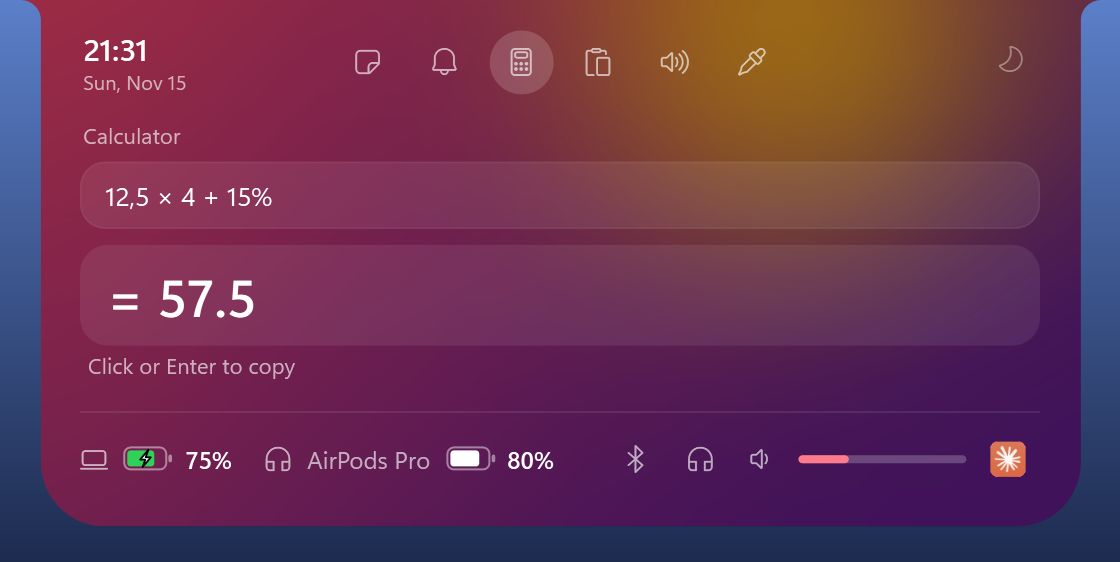 21:31
Sun, Nov 15
Calculator
12,5 × 4 + 15%
= 57.5
Click or Enter to copy
75% AirPods Pro 80%